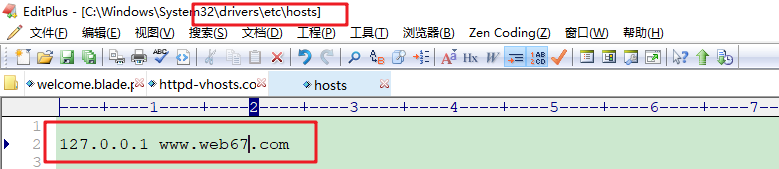 EditPlus - [C:\Windows\System32\drivers\etc\hosts]
文件(F) 编辑(E) 视图(V) 搜索(S) 文档(D) 工程(P) 工具(T) 浏览器(B) Zen Coding(Z) 窗口(W) 帮助(H)
welcome.blade.p httpd-vhosts.co hosts
----+----1----+----2----+----3----+----4----+----5----+----6----+----7--
1
2 127.0.0.1 www.web67.com
3